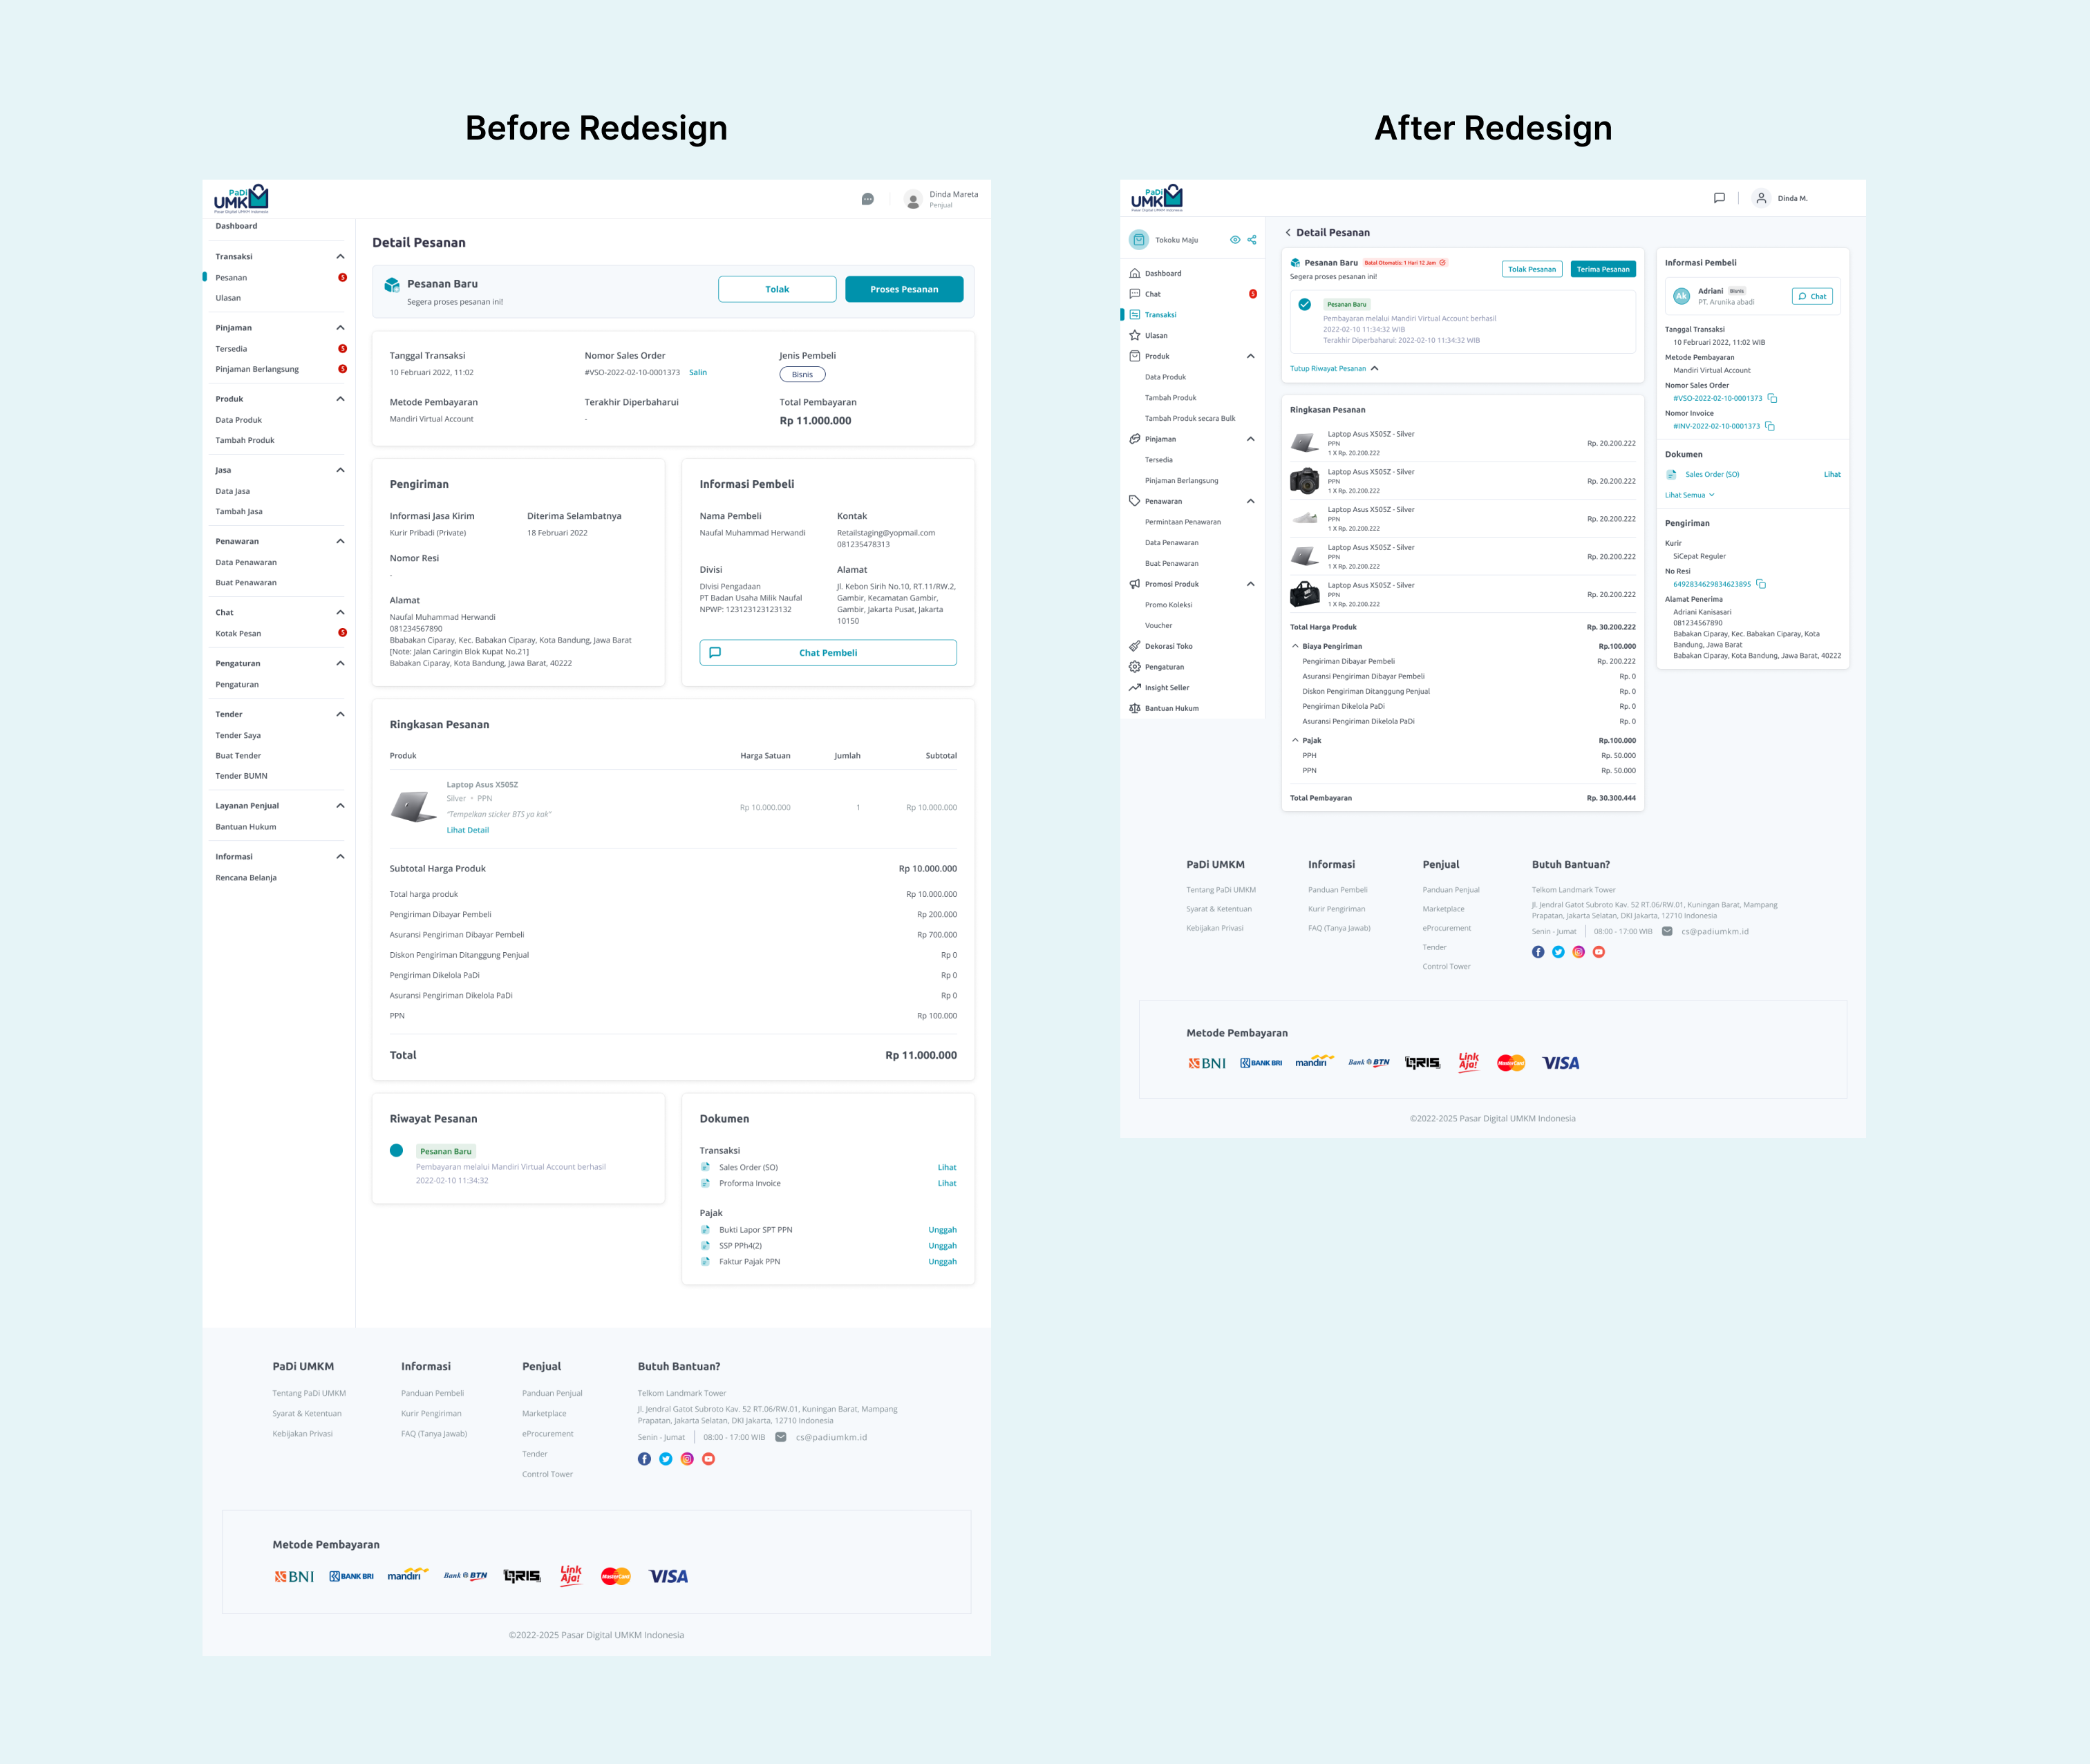 Before Redesign
PaDi
UMKM
Pasar Digital UMKM Indonesia
Dinda Mareta
Penjual
Dashboard
Transaksi
Pesanan 5
Ulasan
Pinjaman
Tersedia 5
Pinjaman Berlangsung 5
Produk
Data Produk
Tambah Produk
Jasa
Data Jasa
Tambah Jasa
Penawaran
Data Penawaran
Buat Penawaran
Chat
Kotak Pesan 5
Pengaturan
Pengaturan
Tender
Tender Saya
Buat Tender
Tender BUMN
Layanan Penjual
Bantuan Hukum
Informasi
Rencana Belanja
Detail Pesanan
Pesanan Baru
Segera proses pesanan ini!
Tolak
Proses Pesanan
Tanggal Transaksi
10 Februari 2022, 11:02
Nomor Sales Order
#VSO-2022-02-10-0001373 Salin
Jenis Pembeli
Bisnis
Metode Pembayaran
Mandiri Virtual Account
Terakhir Diperbaharui
-
Total Pembayaran
Rp 11.000.000
Pengiriman
Informasi Jasa Kirim
Kurir Pribadi (Private)
Diterima Selambatnya
18 Februari 2022
Nomor Resi
-
Alamat
Naufal Muhammad Herwandi
081234567890
Bbabakan Ciparay, Kec. Babakan Ciparay, Kota Bandung, Jawa Barat
[Note: Jalan Caringin Blok Kupat No.21]
Babakan Ciparay, Kota Bandung, Jawa Barat, 40222
Informasi Pembeli
Nama Pembeli
Naufal Muhammad Herwandi
Kontak
Retailstaging@yopmail.com
081235478313
Divisi
Divisi Pengadaan
PT Badan Usaha Milik Naufal
NPWP: 123123123123132
Alamat
Jl. Kebon Sirih No.10, RT.11/RW.2,
Gambir, Kecamatan Gambir,
Gambir, Jakarta Pusat, Jakarta
10150
Chat Pembeli
Ringkasan Pesanan
Produk Harga Satuan Jumlah Subtotal
Laptop Asus X505Z
Silver • PPN
"Tempelkan sticker BTS ya kak"
Lihat Detail
Rp 10.000.000 1 Rp 10.000.000
Subtotal Harga Produk Rp 10.000.000
Total harga produk Rp 10.000.000
Pengiriman Dibayar Pembeli Rp 200.000
Asuransi Pengiriman Dibayar Pembeli Rp 700.000
Diskon Pengiriman Ditanggung Penjual Rp 0
Pengiriman Dikelola PaDi Rp 0
Asuransi Pengiriman Dikelola PaDi Rp 0
PPN Rp 100.000
Total Rp 11.000.000
Riwayat Pesanan
Pesanan Baru
Pembayaran melalui Mandiri Virtual Account berhasil
2022-02-10 11:34:32
Dokumen
Transaksi
Sales Order (SO) Lihat
Proforma Invoice Lihat
Pajak
Bukti Lapor SPT PPN Unggah
SSP PPh4(2) Unggah
Faktur Pajak PPN Unggah
PaDi UMKM
Tentang PaDi UMKM
Syarat & Ketentuan
Kebijakan Privasi
Informasi
Panduan Pembeli
Kurir Pengiriman
FAQ (Tanya Jawab)
Penjual
Panduan Penjual
Marketplace
eProcurement
Tender
Control Tower
Butuh Bantuan?
Telkom Landmark Tower
Jl. Jendral Gatot Subroto Kav. 52 RT.06/RW.01, Kuningan Barat, Mampang
Prapatan, Jakarta Selatan, DKI Jakarta, 12710 Indonesia
Senin - Jumat 08:00 - 17:00 WIB cs@padiumkm.id
Metode Pembayaran
BNI BANK BRI mandiri Bank BTN QRIS Link Aja! MasterCard VISA
©2022-2025 Pasar Digital UMKM Indonesia
After Redesign
PaDi
UMKM
Pasar Digital UMKM Indonesia
Dinda M.
Tokoku Maju
Dashboard
Chat 5
Transaksi
Ulasan
Produk
Data Produk
Tambah Produk
Tambah Produk secara Bulk
Pinjaman
Tersedia
Pinjaman Berlangsung
Penawaran
Permintaan Penawaran
Data Penawaran
Buat Penawaran
Promosi Produk
Promo Koleksi
Voucher
Dekorasi Toko
Pengaturan
Insight Seller
Bantuan Hukum
Detail Pesanan
Pesanan Baru Batal Otomatis: 1 Hari 12 Jam
Segera proses pesanan ini!
Tolak Pesanan
Terima Pesanan
Pesanan Baru
Pembayaran melalui Mandiri Virtual Account berhasil
2022-02-10 11:34:32 WIB
Terakhir Diperbaharui: 2022-02-10 11:34:32 WIB
Tutup Riwayat Pesanan
Ringkasan Pesanan
Laptop Asus X505Z - Silver
PPN
1 X Rp. 20.200.222
Rp. 20.200.222
Laptop Asus X505Z - Silver
PPN
1 X Rp. 20.200.222
Rp. 20.200.222
Laptop Asus X505Z - Silver
PPN
1 X Rp. 20.200.222
Rp. 20.200.222
Laptop Asus X505Z - Silver
PPN
1 X Rp. 20.200.222
Rp. 20.200.222
Laptop Asus X505Z - Silver
PPN
1 X Rp. 20.200.222
Rp. 20.200.222
Total Harga Produk Rp. 30.200.222
Biaya Pengiriman Rp.100.000
Pengiriman Dibayar Pembeli Rp. 200.222
Asuransi Pengiriman Dibayar Pembeli Rp. 0
Diskon Pengiriman Ditanggung Penjual Rp. 0
Pengiriman Dikelola PaDi Rp. 0
Asuransi Pengiriman Dikelola PaDi Rp. 0
Pajak Rp.100.000
PPH Rp. 50.000
PPN Rp. 50.000
Total Pembayaran Rp. 30.300.444
Informasi Pembeli
Ak
Adriani Bisnis
PT. Arunika abadi
Chat
Tanggal Transaksi
10 Februari 2022, 11:02 WIB
Metode Pembayaran
Mandiri Virtual Account
Nomor Sales Order
#VSO-2022-02-10-0001373
Nomor Invoice
#INV-2022-02-10-0001373
Dokumen
Sales Order (SO) Lihat
Lihat Semua
Pengiriman
Kurir
SiCepat Reguler
No Resi
6492834629834623895
Alamat Penerima
Adriani Kanisasari
081234567890
Babakan Ciparay, Kec. Babakan Ciparay, Kota
Bandung, Jawa Barat
Babakan Ciparay, Kota Bandung, Jawa Barat, 40222
PaDi UMKM
Tentang PaDi UMKM
Syarat & Ketentuan
Kebijakan Privasi
Informasi
Panduan Pembeli
Kurir Pengiriman
FAQ (Tanya Jawab)
Penjual
Panduan Penjual
Marketplace
eProcurement
Tender
Control Tower
Butuh Bantuan?
Telkom Landmark Tower
Jl. Jendral Gatot Subroto Kav. 52 RT.06/RW.01, Kuningan Barat, Mampang
Prapatan, Jakarta Selatan, DKI Jakarta, 12710 Indonesia
Senin - Jumat 08:00 - 17:00 WIB cs@padiumkm.id
Metode Pembayaran
BNI BANK BRI mandiri Bank BTN QRIS Link Aja! MasterCard VISA
©2022-2025 Pasar Digital UMKM Indonesia